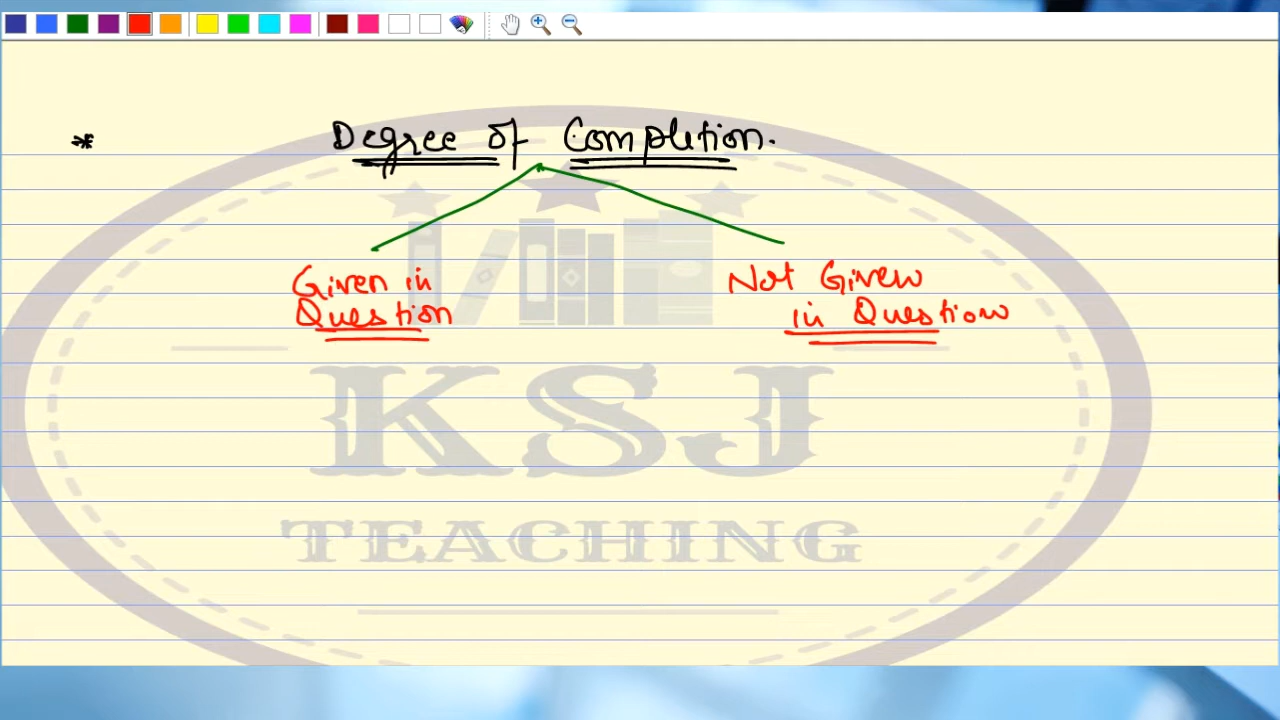 * Degree of Completion.
Given in
Question
Not Given
in Question
KSJ
TEACHING